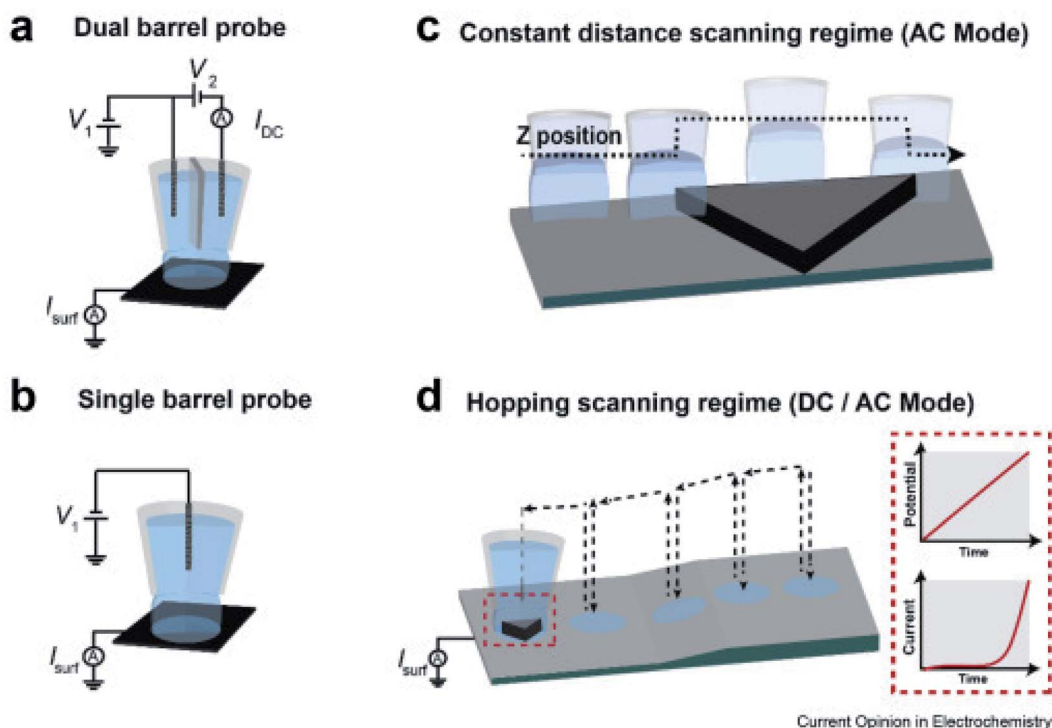 a Dual barrel probe
V2
V1
A
IDC
Isurf
A
b Single barrel probe
V1
Isurf
A
c Constant distance scanning regime (AC Mode)
Z position
d Hopping scanning regime (DC / AC Mode)
Isurf
A
Potential
Time
Current
Time
Current Opinion in Electrochemistry